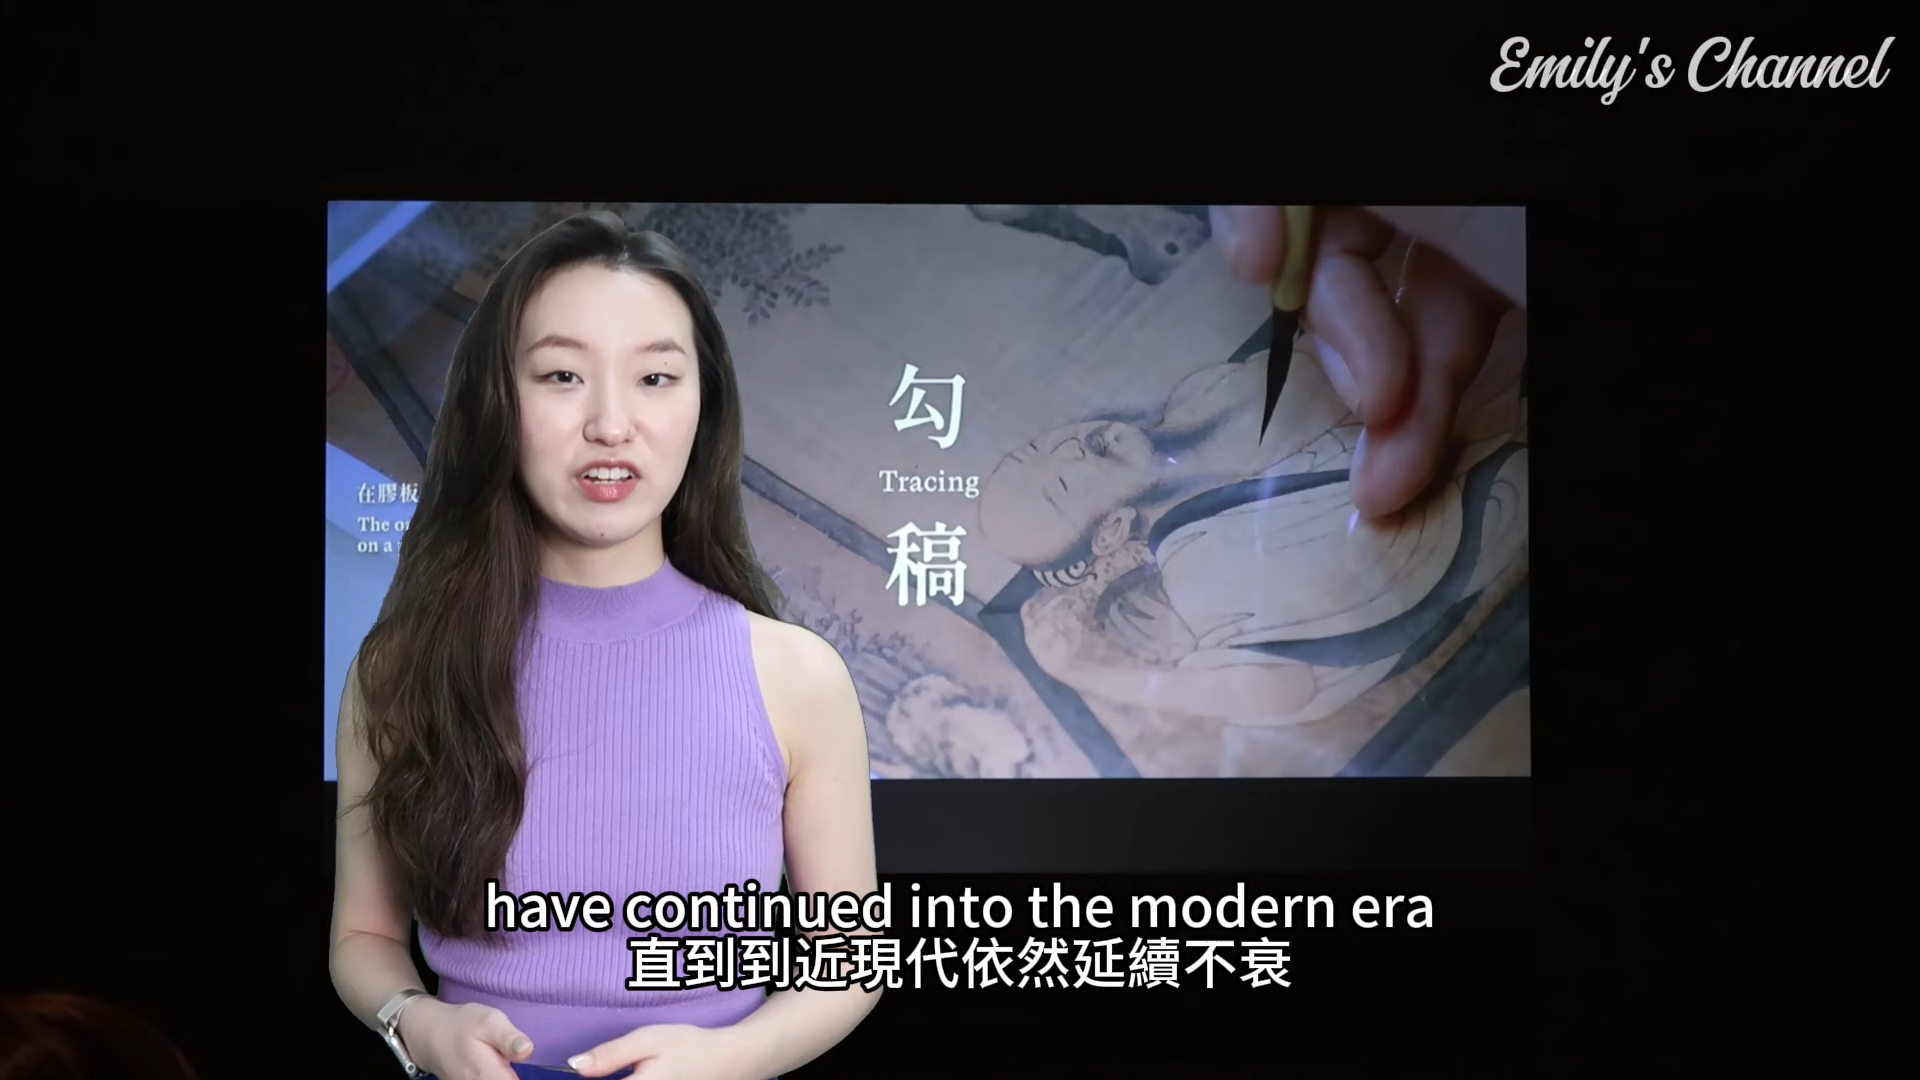 Emily's Channel
勾
Tracing
稿
在膠板
The or
on a
have continued into the modern era
直到到近現代依然延續不衰